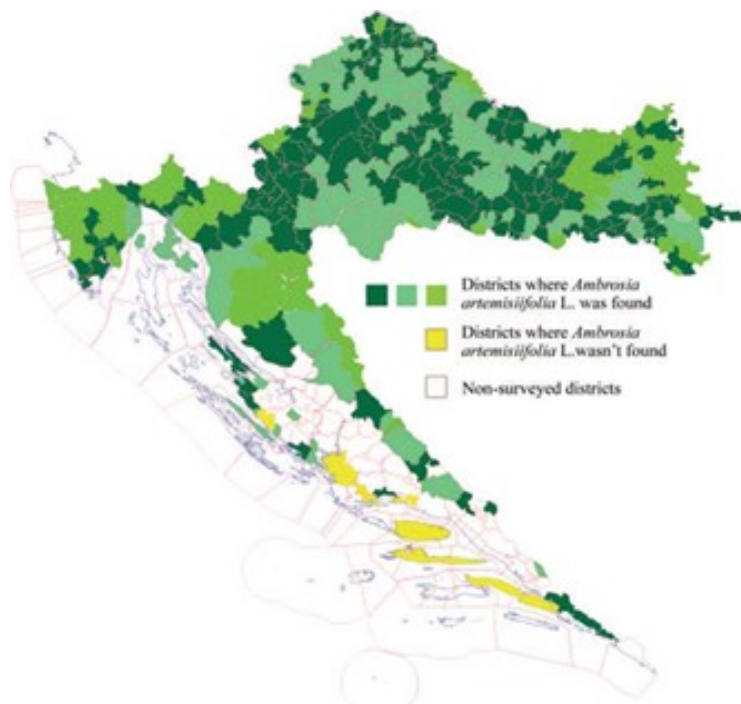 Districts where Ambrosia
artemisiifolia L. was found
Districts where Ambrosia
artemisiifolia L.wasn't found
Non-surveyed districts